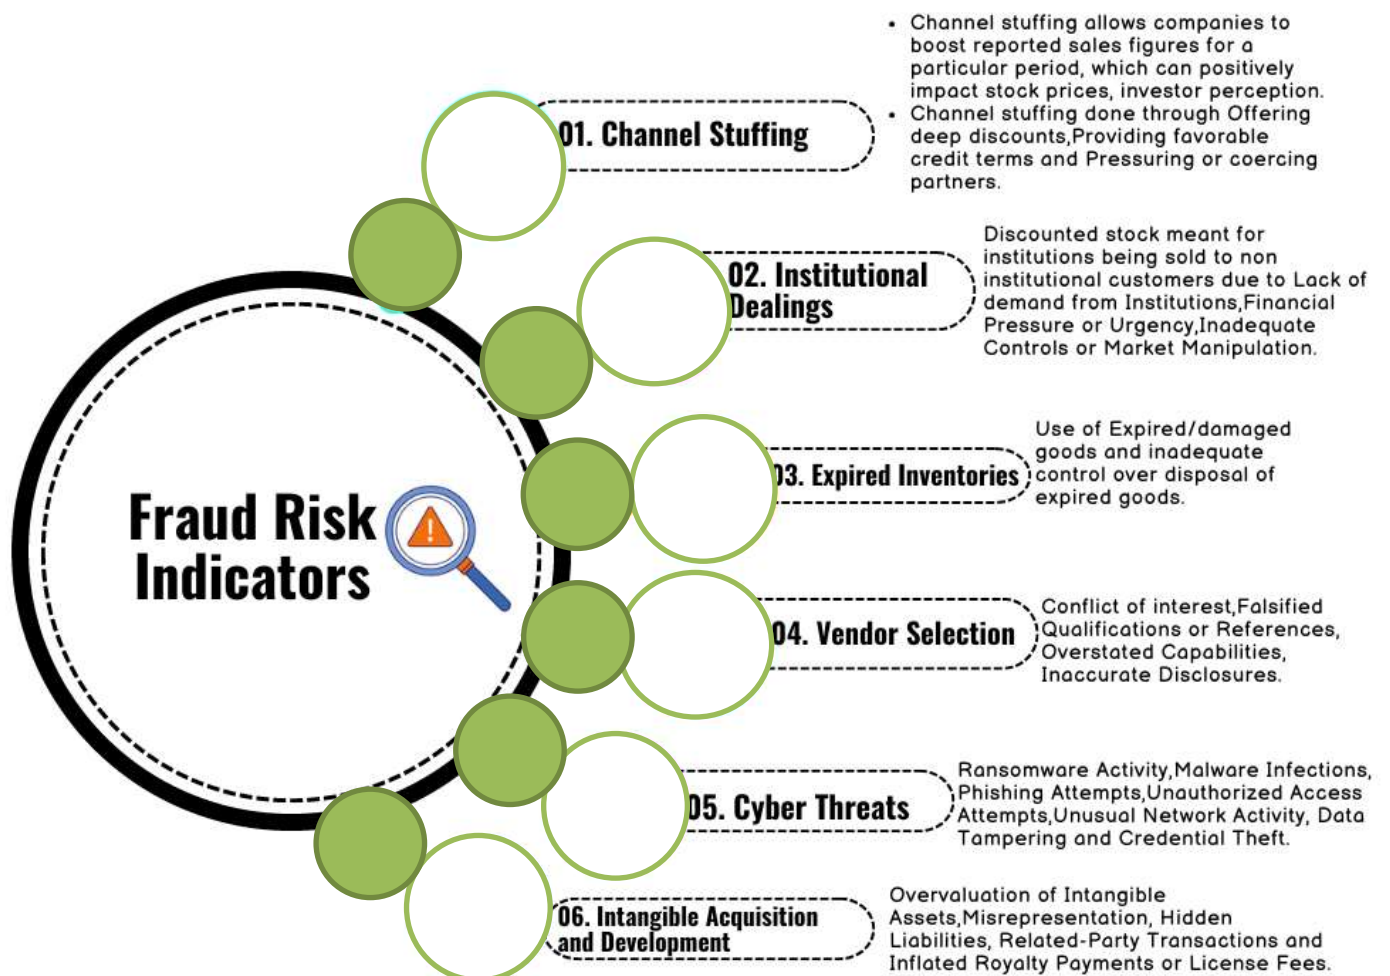 Fraud Risk
Indicators
01. Channel Stuffing
• Channel stuffing allows companies to
boost reported sales figures for a
particular period, which can positively
impact stock prices, investor perception.
• Channel stuffing done through Offering
deep discounts,Providing favorable
credit terms and Pressuring or coercing
partners.
02. Institutional
Dealings
Discounted stock meant for
institutions being sold to non
institutional customers due to Lack of
demand from Institutions,Financial
Pressure or Urgency,Inadequate
Controls or Market Manipulation.
03. Expired Inventories
Use of Expired/damaged
goods and inadequate
control over disposal of
expired goods.
04. Vendor Selection
Conflict of interest,Falsified
Qualifications or References,
Overstated Capabilities,
Inaccurate Disclosures.
05. Cyber Threats
Ransomware Activity,Malware Infections,
Phishing Attempts,Unauthorized Access
Attempts,Unusual Network Activity, Data
Tampering and Credential Theft.
06. Intangible Acquisition
and Development
Overvaluation of Intangible
Assets,Misrepresentation, Hidden
Liabilities, Related-Party Transactions and
Inflated Royalty Payments or License Fees.